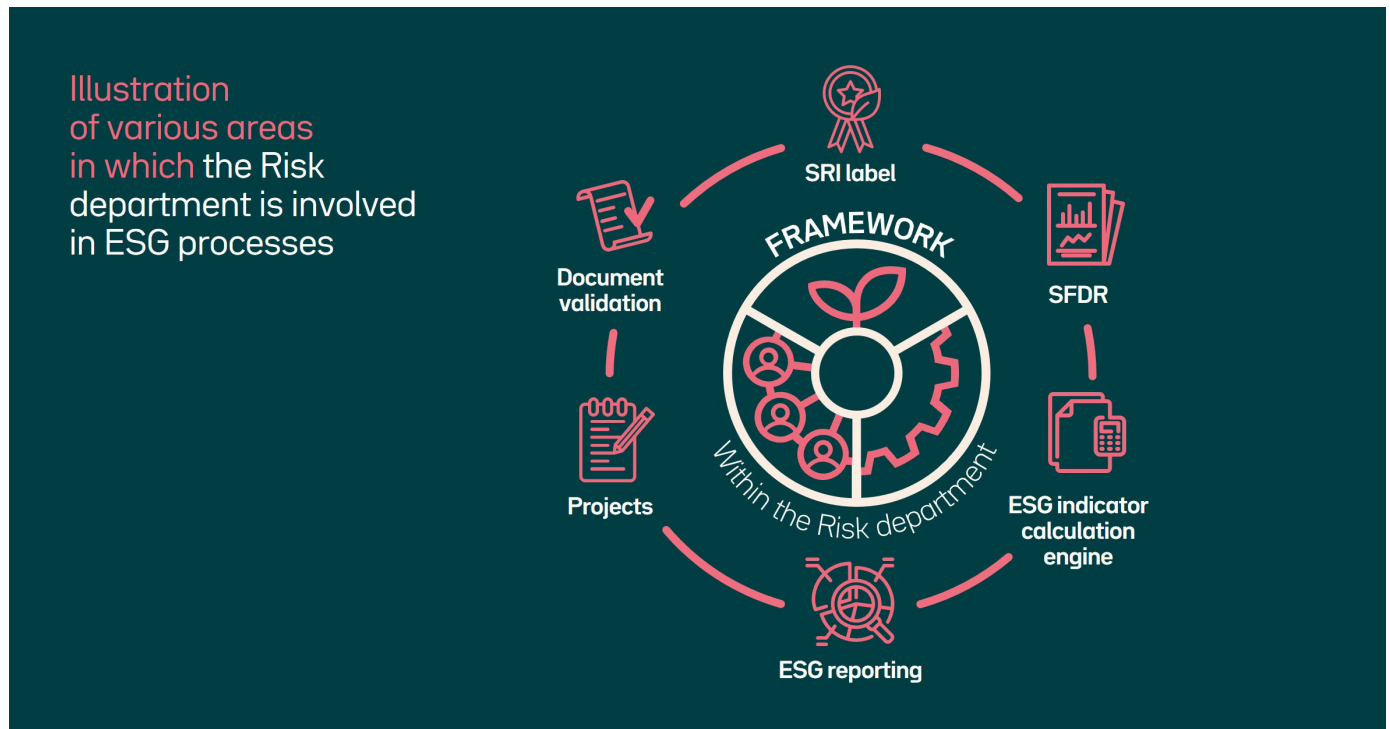 Illustration
of various areas
in which the Risk
department is involved
in ESG processes
SRI label
SFDR
ESG indicator
calculation
engine
ESG reporting
Projects
Document
validation
FRAMEWORK
Within the Risk department